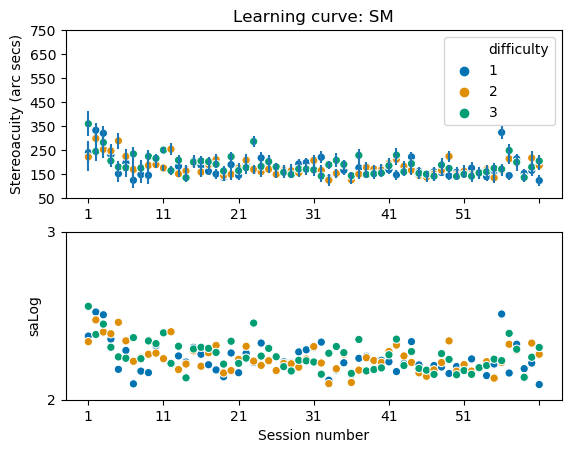 Learning curve: SM
Stereoacuity (arc secs)
750
650
550
450
350
250
150
50
difficulty
1
2
3
1 11 21 31 41 51
saLog
3
2
1 11 21 31 41 51
Session number